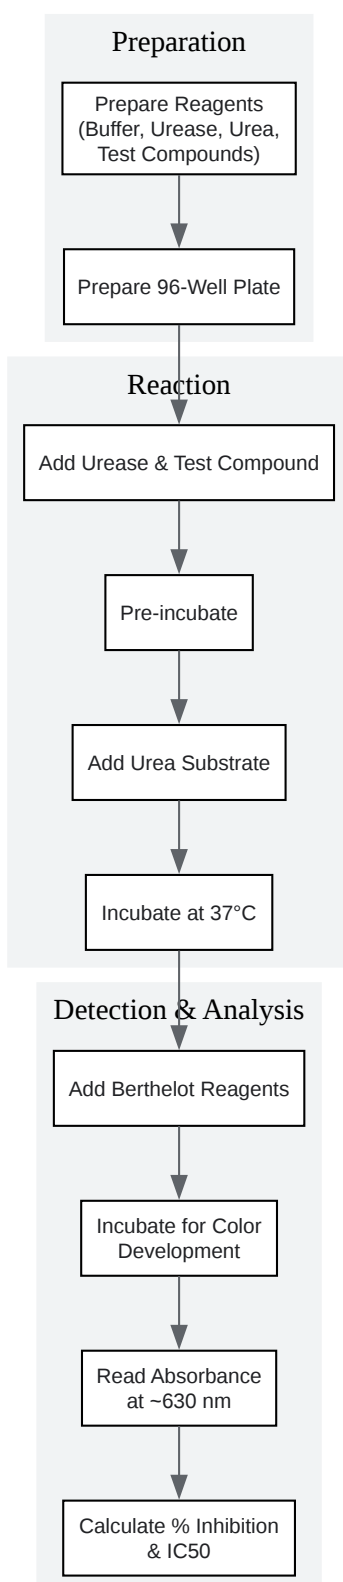 Preparation
Prepare Reagents
(Buffer, Urease, Urea,
Test Compounds)
Prepare 96-Well Plate
Reaction
Add Urease & Test Compound
Pre-incubate
Add Urea Substrate
Incubate at 37°C
Detection & Analysis
Add Berthelot Reagents
Incubate for Color
Development
Read Absorbance
at ~630 nm
Calculate % Inhibition
& IC50